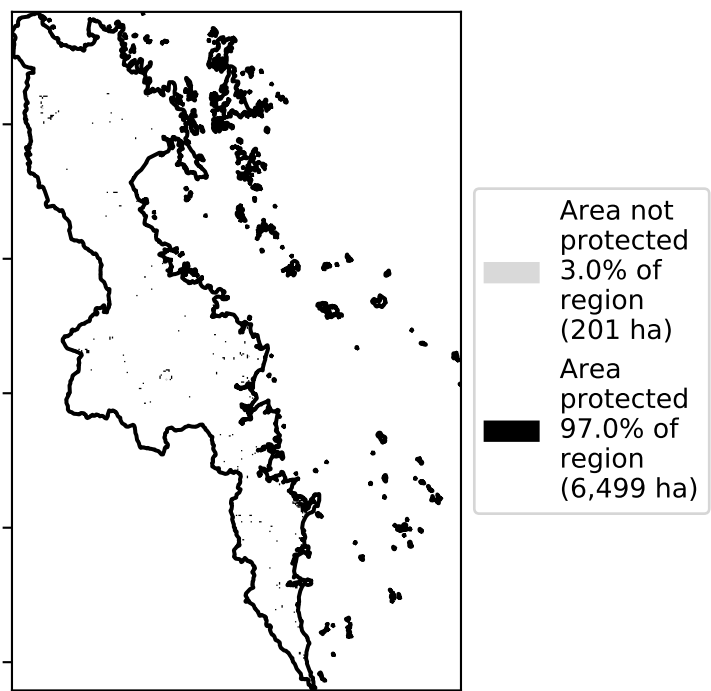 Area not
protected
3.0% of
region
(201 ha)
Area
protected
97.0% of
region
(6,499 ha)